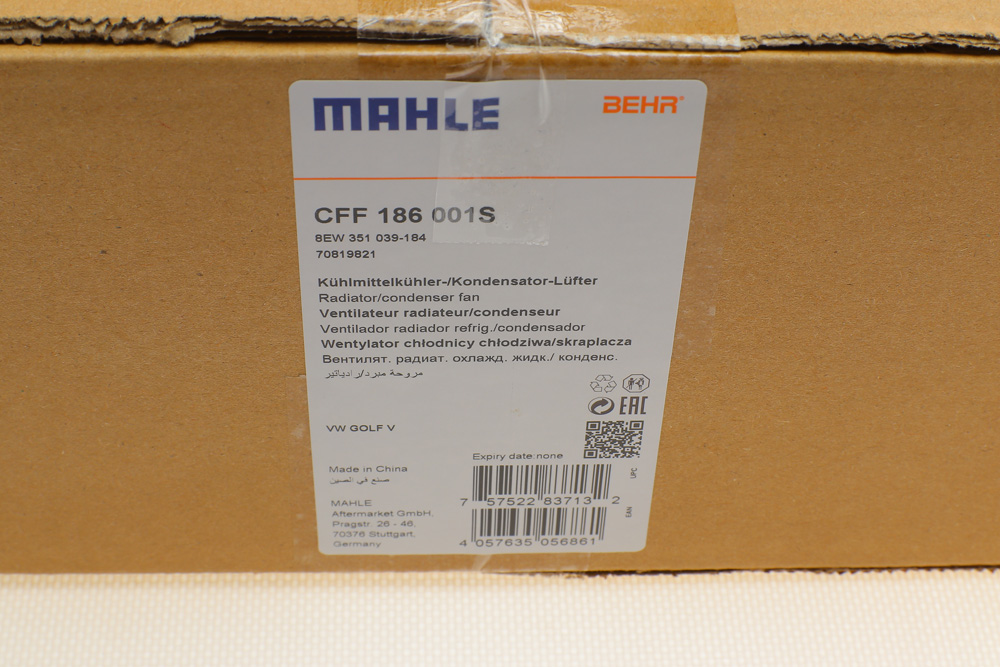 MAHLE
BEHR®
CFF 186 001S
8EW 351 039-184
70819821
Kühlmittelkühler-/Kondensator-Lüfter
Radiator/condenser fan
Ventilateur radiateur/condenseur
Ventilador radiador refrig./condensador
Wentylator chłodnicy chłodziwa/skraplacza
Вентилят. радиат. охлажд. жидк./ конденс.
مروحة مبرد/رادياتير
EAC
VW GOLF V
Expiry date:none
Made in China
صنع في الصين
UPC
7 57522 83713 2
MAHLE
Aftermarket GmbH,
Pragstr. 26 - 46,
70376 Stuttgart,
Germany
EAN
4 057635 056861